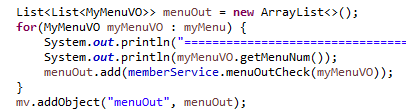 List<List<MyMenuVO>> menuOut = new ArrayList<>();
for(MyMenuVO myMenuVO : myMenu) {
System.out.println("==================================
System.out.println(myMenuVO.getMenuNum());
menuOut.add(memberService.menuOutCheck(myMenuVO));
}
mv.addObject("menuOut", menuOut);